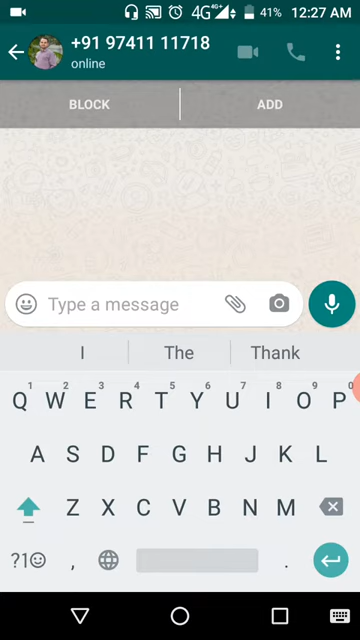 4G 4G+ 41% 12:27 AM
+91 97411 11718
online
BLOCK ADD
Type a message
I The Thank
1 2 3 4 5 6 7 8 9 0
Q W E R T Y U I O P
A S D F G H J K L
Z X C V B N M
?1☺ , .